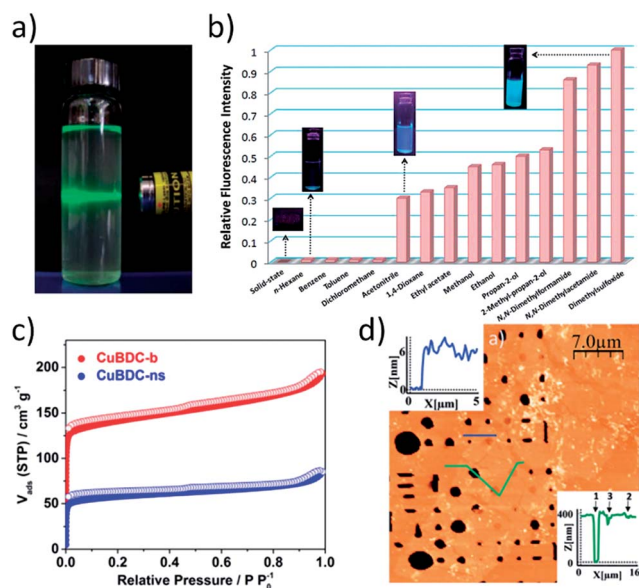 a)
CAUTION
b)
Relative Fluorescence Intensity
1
0.9
0.8
0.7
0.6
0.5
0.4
0.3
0.2
0.1
0
Solid-state
n-Hexane
Benzene
Toluene
Dichloromethane
Acetonitrile
1,4-Dioxane
Ethyl acetate
Methanol
Ethanol
Propan-2-ol
2-Methyl-propan-2-ol
N,N-Dimethylformamide
N,N-Dimethylacetamide
Dimethylsulfoxide
c)
CuBDC-b
CuBDC-ns
V ads (STP) / cm³ g⁻¹
200
150
100
50
0
0.0 0.2 0.4 0.6 0.8 1.0
Relative Pressure / P P₀⁻¹
d)
a)
7.0µm
Z[nm]
6
0
X[µm] 5
1 3 2
Z[nm]
400
0
X[µm] 16